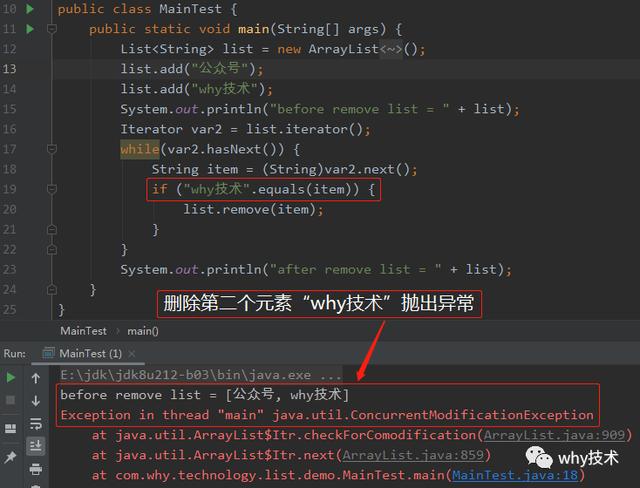 10 public class MainTest {
11 public static void main(String[] args) {
12 List<String> list = new ArrayList<~>();
13 list.add("公众号");
14 list.add("why技术");
15 System.out.println("before remove list = " + list);
16 Iterator var2 = list.iterator();
17 while(var2.hasNext()) {
18 String item = (String)var2.next();
19 if ("why技术".equals(item)) {
20 list.remove(item);
21 }
22 }
23 System.out.println("after remove list = " + list);
24 }
25 }
删除第二个元素“why技术”抛出异常
MainTest › main()
Run: MainTest (1) ×
E:\jdk\jdk8u212-b03\bin\java.exe ...
before remove list = [公众号, why技术]
Exception in thread "main" java.util.ConcurrentModificationException
at java.util.ArrayList$Itr.checkForComodification(ArrayList.java:909)
at java.util.ArrayList$Itr.next(ArrayList.java:859)
at com.why.technology.list.demo.MainTest.main(MainTest.java:18)
why技术